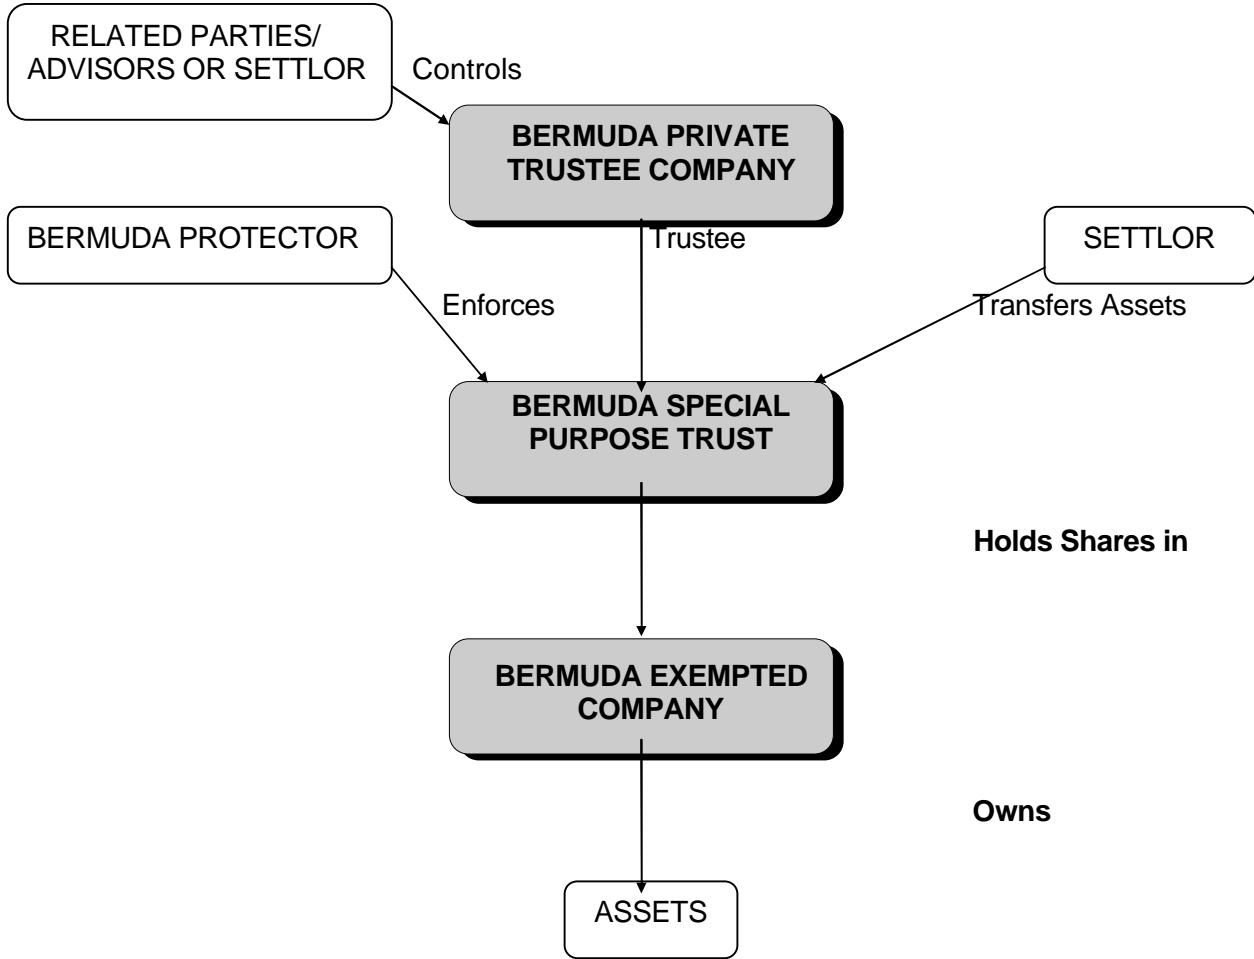 RELATED PARTIES/
ADVISORS OR SETTLOR
Controls
BERMUDA PRIVATE
TRUSTEE COMPANY
BERMUDA PROTECTOR
Trustee
SETTLOR
Enforces
Transfers Assets
BERMUDA SPECIAL
PURPOSE TRUST
Holds Shares in
BERMUDA EXEMPTED
COMPANY
Owns
ASSETS